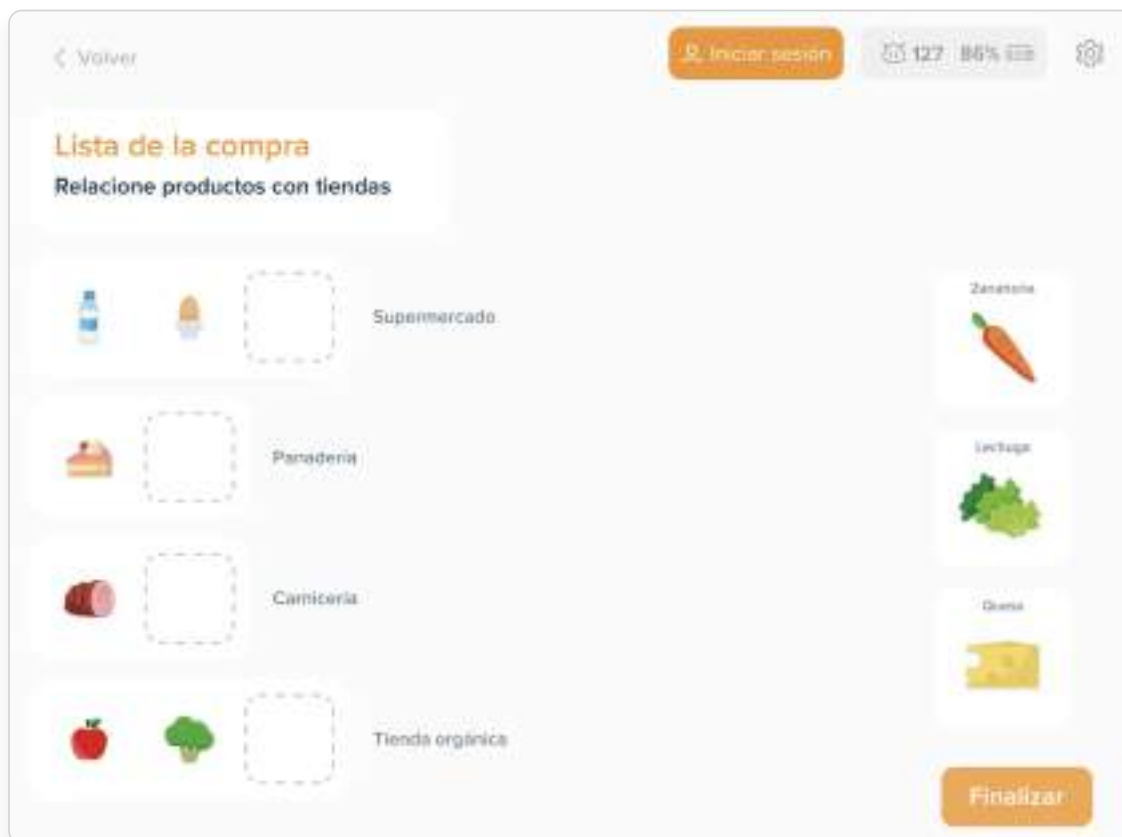 Volver
Iniciar sesión
127 86%
Lista de la compra
Relacione productos con tiendas
Supermercado
Zanahoria
Panadería
Lechuga
Carnicería
Queso
Tienda orgánica
Finalizar